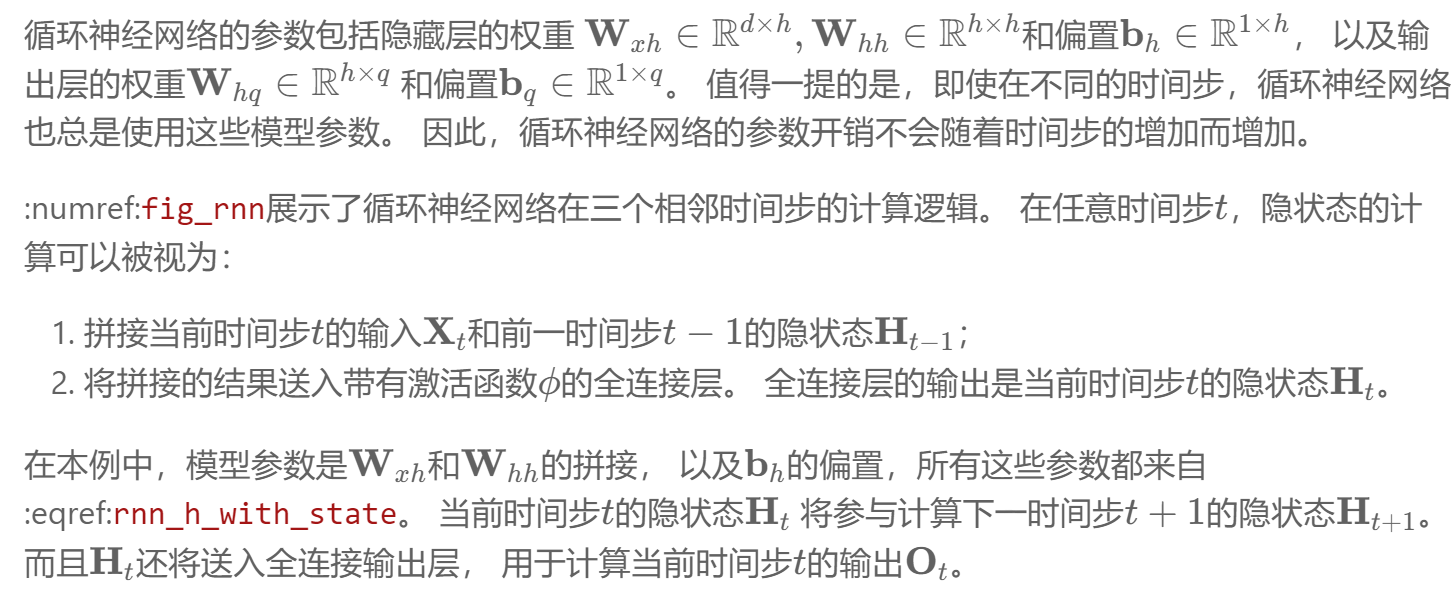 循环神经网络的参数包括隐藏层的权重 $\mathbf{W}_{xh} \in \mathbb{R}^{d \times h}, \mathbf{W}_{hh} \in \mathbb{R}^{h \times h}$和偏置$\mathbf{b}_h \in \mathbb{R}^{1 \times h}$， 以及输
出层的权重$\mathbf{W}_{hq} \in \mathbb{R}^{h \times q}$ 和偏置$\mathbf{b}_q \in \mathbb{R}^{1 \times q}$。 值得一提的是，即使在不同的时间步，循环神经网络
也总是使用这些模型参数。 因此，循环神经网络的参数开销不会随着时间步的增加而增加。
:numref:fig_rnn展示了循环神经网络在三个相邻时间步的计算逻辑。 在任意时间步$t$，隐状态的计
算可以被视为：
1. 拼接当前时间步$t$的输入$\mathbf{X}_t$和前一时间步$t-1$的隐状态$\mathbf{H}_{t-1}$；
2. 将拼接的结果送入带有激活函数$\phi$的全连接层。 全连接层的输出是当前时间步$t$的隐状态$\mathbf{H}_t$。
在本例中，模型参数是$\mathbf{W}_{xh}$和$\mathbf{W}_{hh}$的拼接， 以及$\mathbf{b}_h$的偏置，所有这些参数都来自
:eqref:rnn_h_with_state。 当前时间步$t$的隐状态$\mathbf{H}_t$ 将参与计算下一时间步$t+1$的隐状态$\mathbf{H}_{t+1}$。
而且$\mathbf{H}_t$还将送入全连接输出层， 用于计算当前时间步$t$的输出$\mathbf{O}_t$。